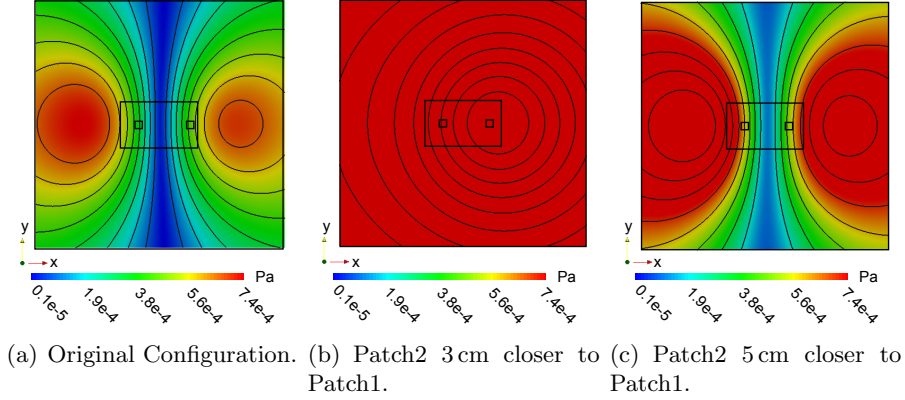 y
x
Pa
0.1e-5
1.9e-4
3.8e-4
5.6e-4
7.4e-4
y
x
Pa
0.1e-5
1.9e-4
3.8e-4
5.6e-4
7.4e-4
y
x
Pa
0.1e-5
1.9e-4
3.8e-4
5.6e-4
7.4e-4
(a) Original Configuration.
(b) Patch2 3 cm closer to
Patch1.
(c) Patch2 5 cm closer to
Patch1.